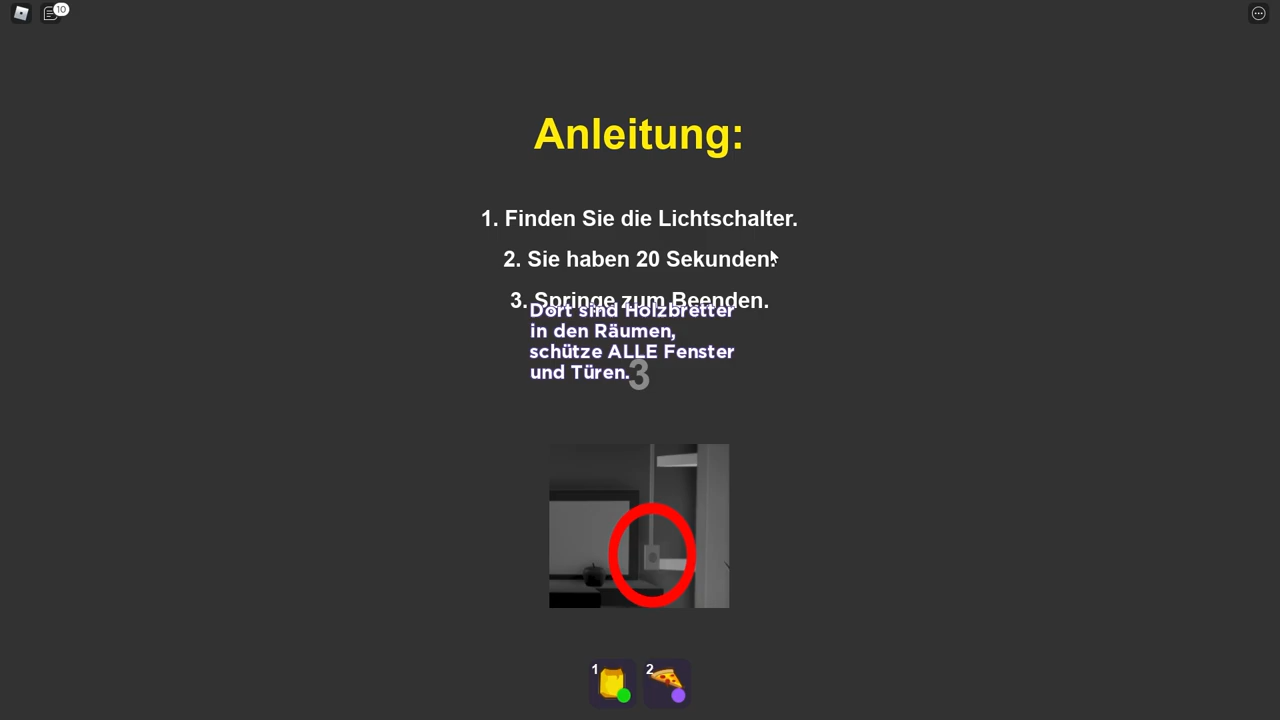 10
Anleitung:
1. Finden Sie die Lichtschalter.
2. Sie haben 20 Sekunden.
3. Springe zum Beenden.
Dort sind Holzbretter
in den Räumen,
schütze ALLE Fenster
und Türen.
3
1
2